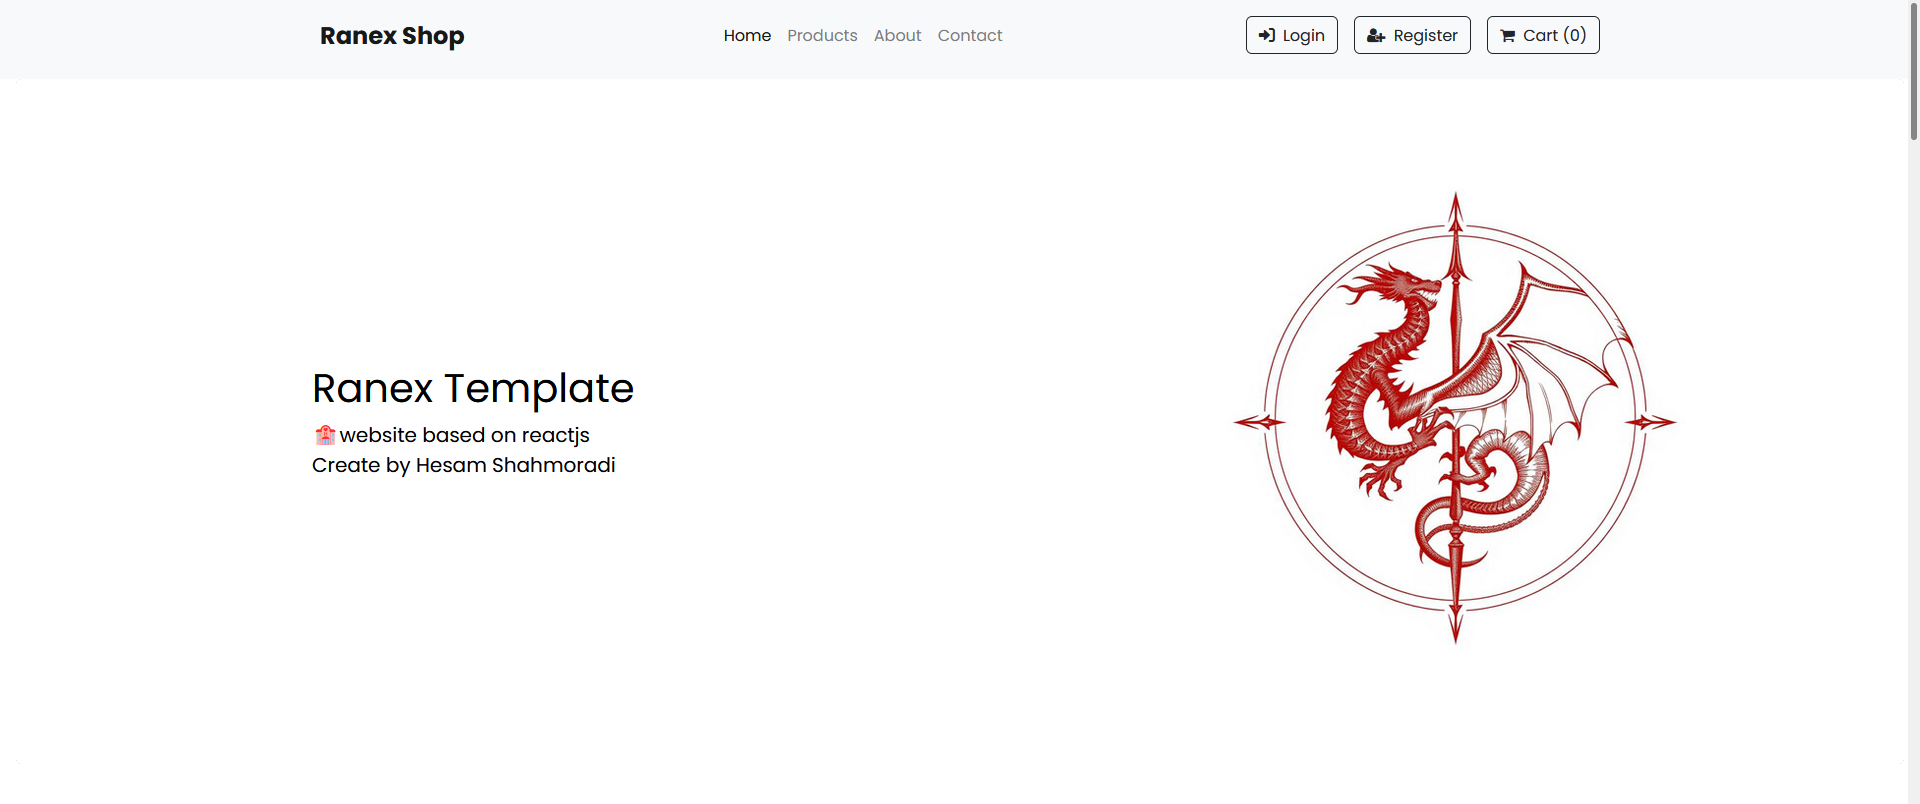 Ranex Shop
Home Products About Contact
Login Register Cart (0)
Ranex Template
🏩website based on reactjs
Create by Hesam Shahmoradi